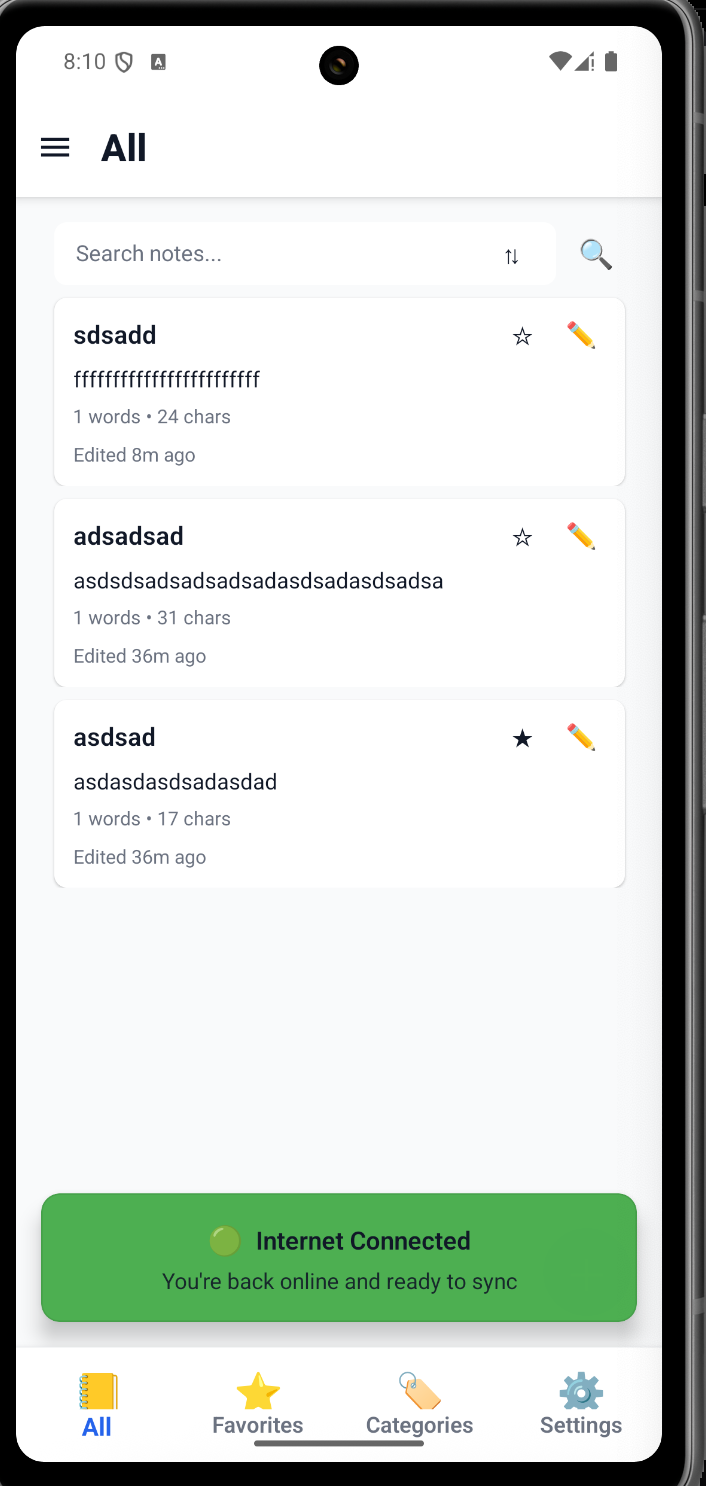 8:10
All
Search notes...
sdsadd
ffffffffffffffffffffffff
1 words • 24 chars
Edited 8m ago
adsadsad
asdsdsadsadsadsadasdsadasdsadsa
1 words • 31 chars
Edited 36m ago
asdsad
asdasdasdsadasdad
1 words • 17 chars
Edited 36m ago
Internet Connected
You're back online and ready to sync
All Favorites Categories Settings